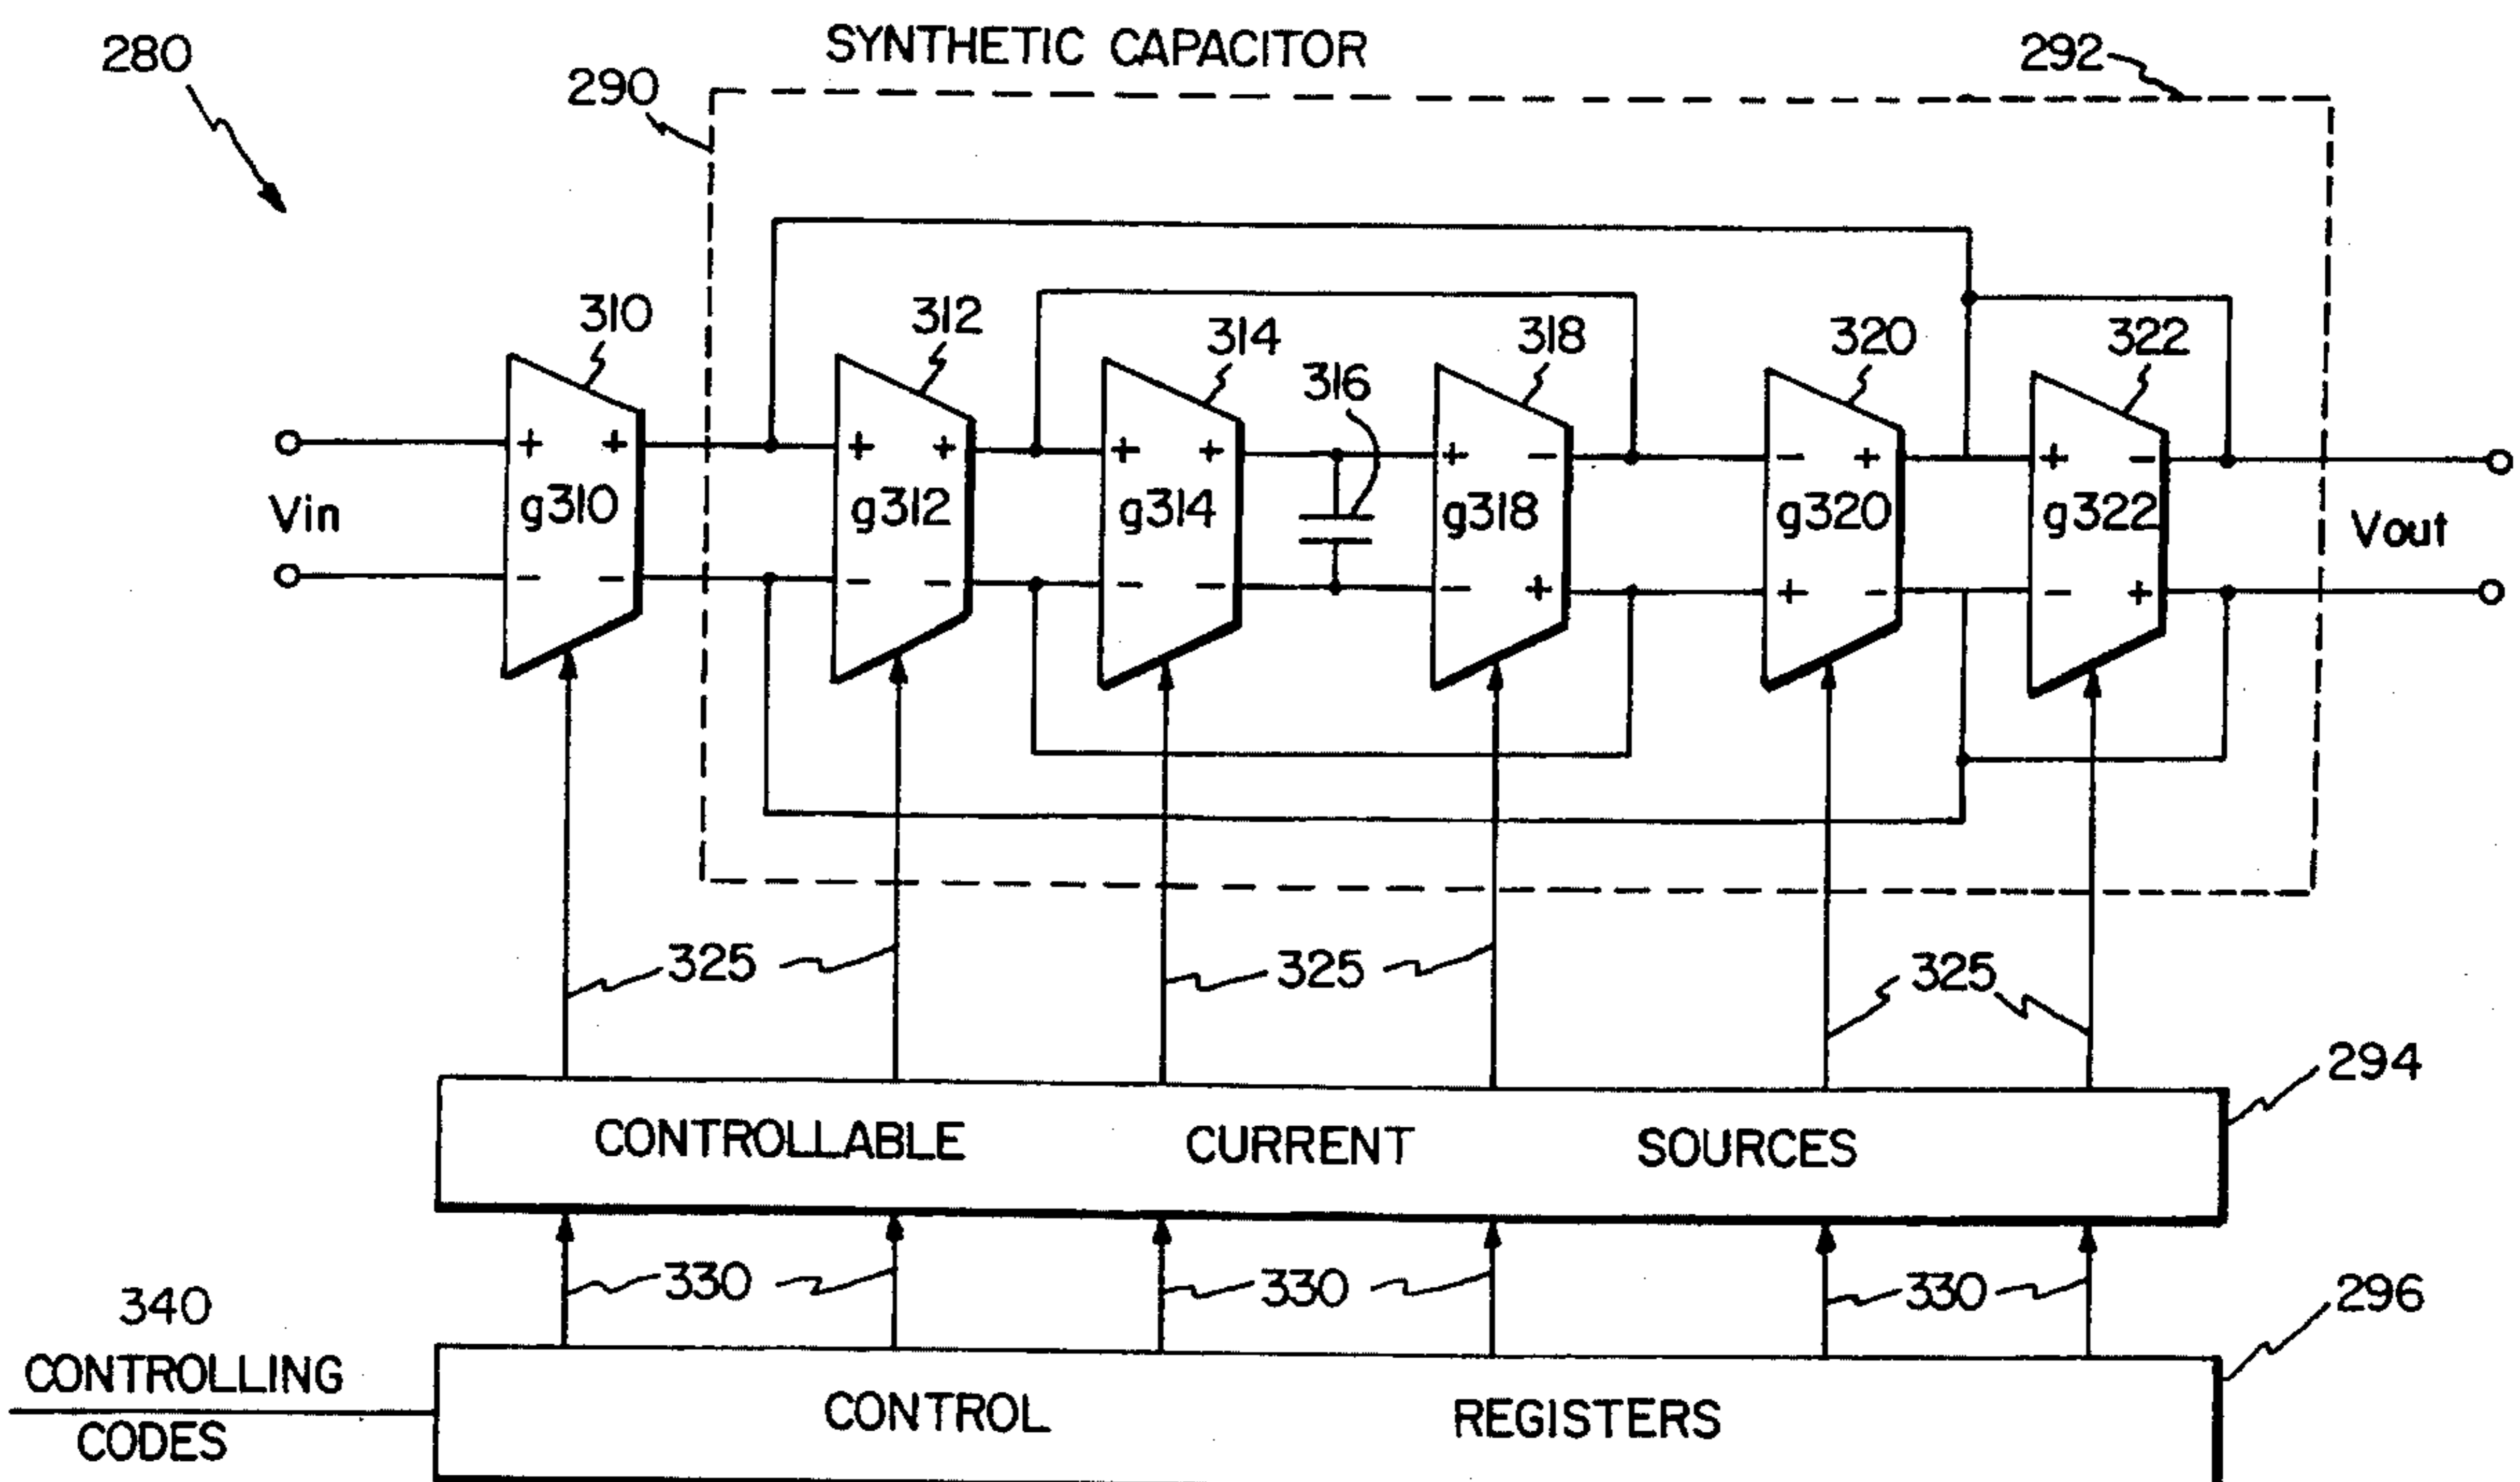 280
SYNTHETIC CAPACITOR
290
292
310
312
314
316
318
320
322
+ +
+ +
+ +
+ -
- +
+ -
Vin
g310
g312
g314
g318
g320
g322
Vout
- -
- -
- -
- +
+ -
- +
325
325
325
294
CONTROLLABLE CURRENT SOURCES
330
330
330
340
296
CONTROLLING
CODES
CONTROL REGISTERS